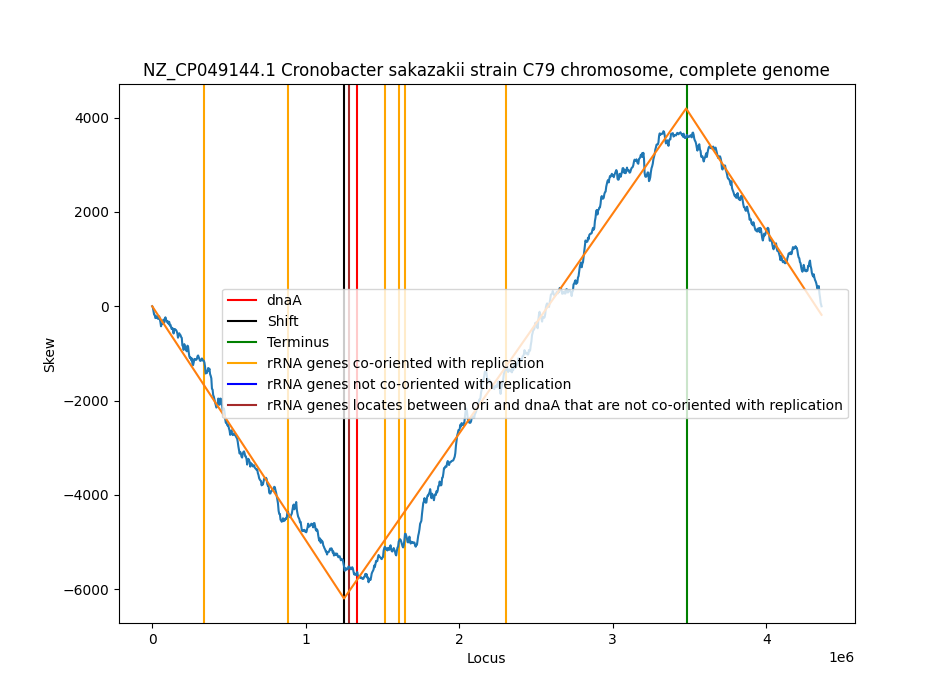 NZ_CP049144.1 Cronobacter sakazakii strain C79 chromosome, complete genome
4000
2000
0
−2000
−4000
−6000
Skew
dnaA
Shift
Terminus
rRNA genes co-oriented with replication
rRNA genes not co-oriented with replication
rRNA genes locates between ori and dnaA that are not co-oriented with replication
0 1 2 3 4
1e6
Locus